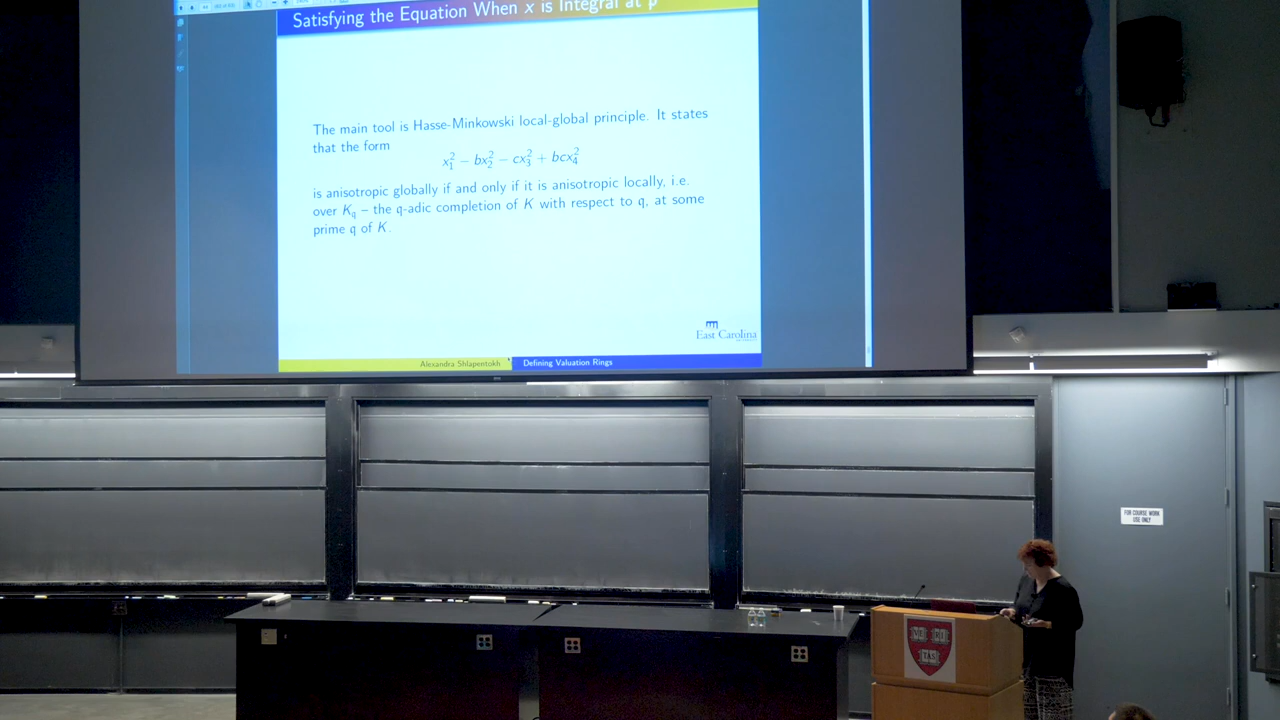 Satisfying the Equation When x is Integral at p
The main tool is Hasse-Minkowski local-global principle. It states
that the form
x₁² − bx₂² − cx₃² + bcx₄²
is anisotropic globally if and only if it is anisotropic locally, i.e.
over K_q – the q-adic completion of K with respect to q, at some
prime q of K.
East Carolina
Alexandra Shlapentokh
Defining Valuation Rings
FOR COURSE WORK
USE ONLY